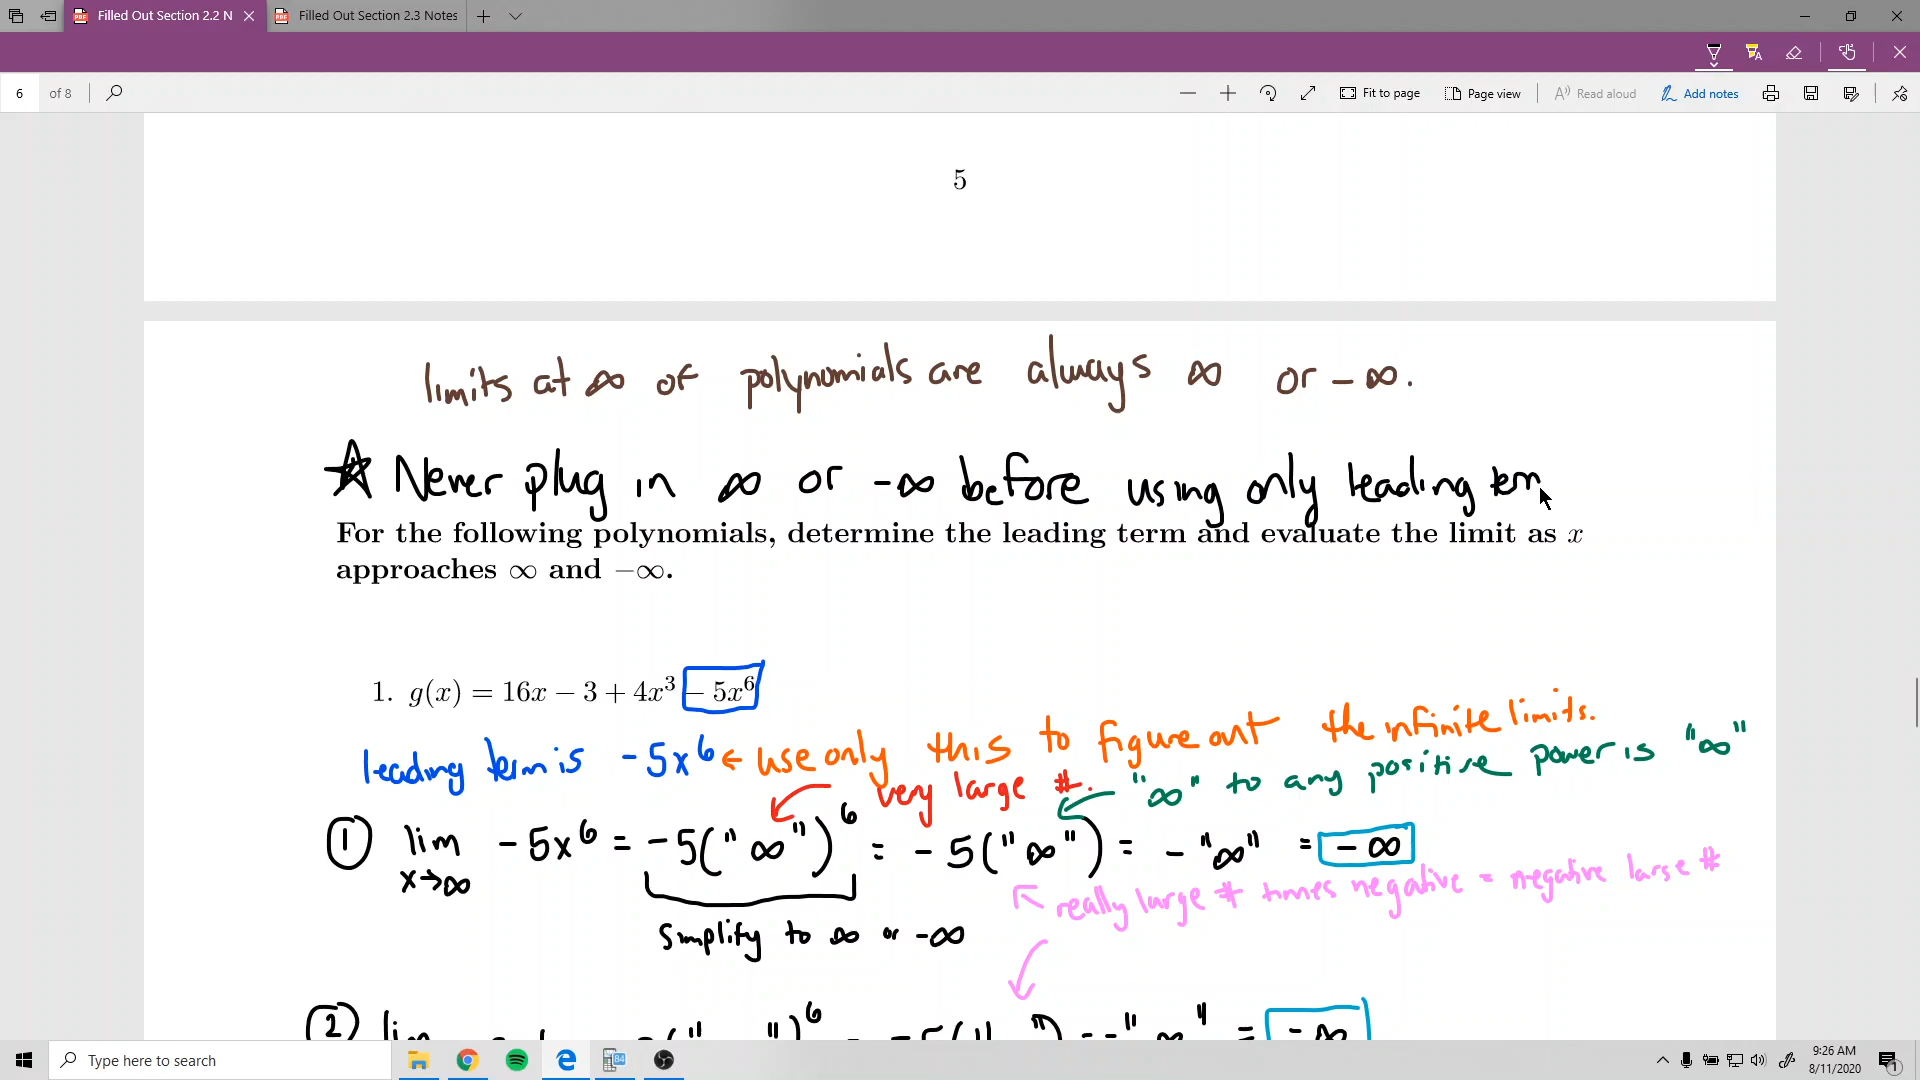 Filled Out Section 2.2 N
Filled Out Section 2.3 Notes
6 of 8
Fit to page
Page view
Read aloud
Add notes
5
limits at ∞ of polynomials are always ∞ or -∞.
☆ Never plug in ∞ or -∞ before using only leading term
For the following polynomials, determine the leading term and evaluate the limit as x
approaches ∞ and −∞.
1. g(x) = 16x − 3 + 4x³ − 5x⁶
leading term is -5x⁶ ← use only this to figure out the infinite limits.
very large #. "∞" to any positive power is "∞"
① lim x→∞ -5x⁶ = -5("∞")⁶ = -5("∞") = -"∞" = -∞
really large # times negative = negative large #
simplify to ∞ or -∞
② lim
Type here to search
9:26 AM
8/11/2020